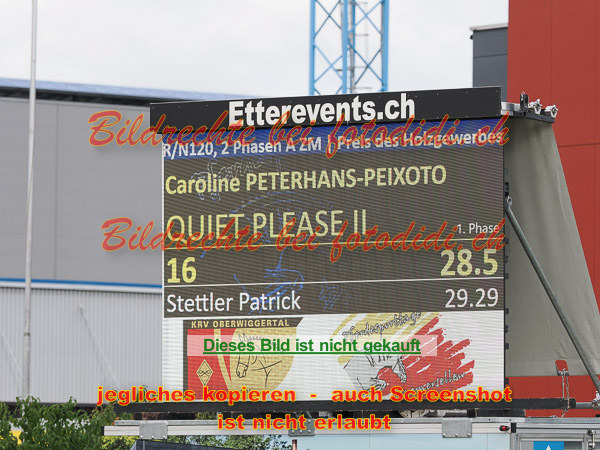 Etterevents.ch
Bildrechte bei fotodidi.ch
R/N120, 2 Phasen A ZM | Preis des Holzgewerbes
Caroline PETERHANS-PEIXOTO
QUIET PLEASE II
1. Phase
Bildrechte bei fotodidi.ch
16 28.5
Stettler Patrick 29.29
KRV OBERWIGGERTAL
Dieses Bild ist nicht gekauft
jegliches kopieren - auch Screenshot
ist nicht erlaubt